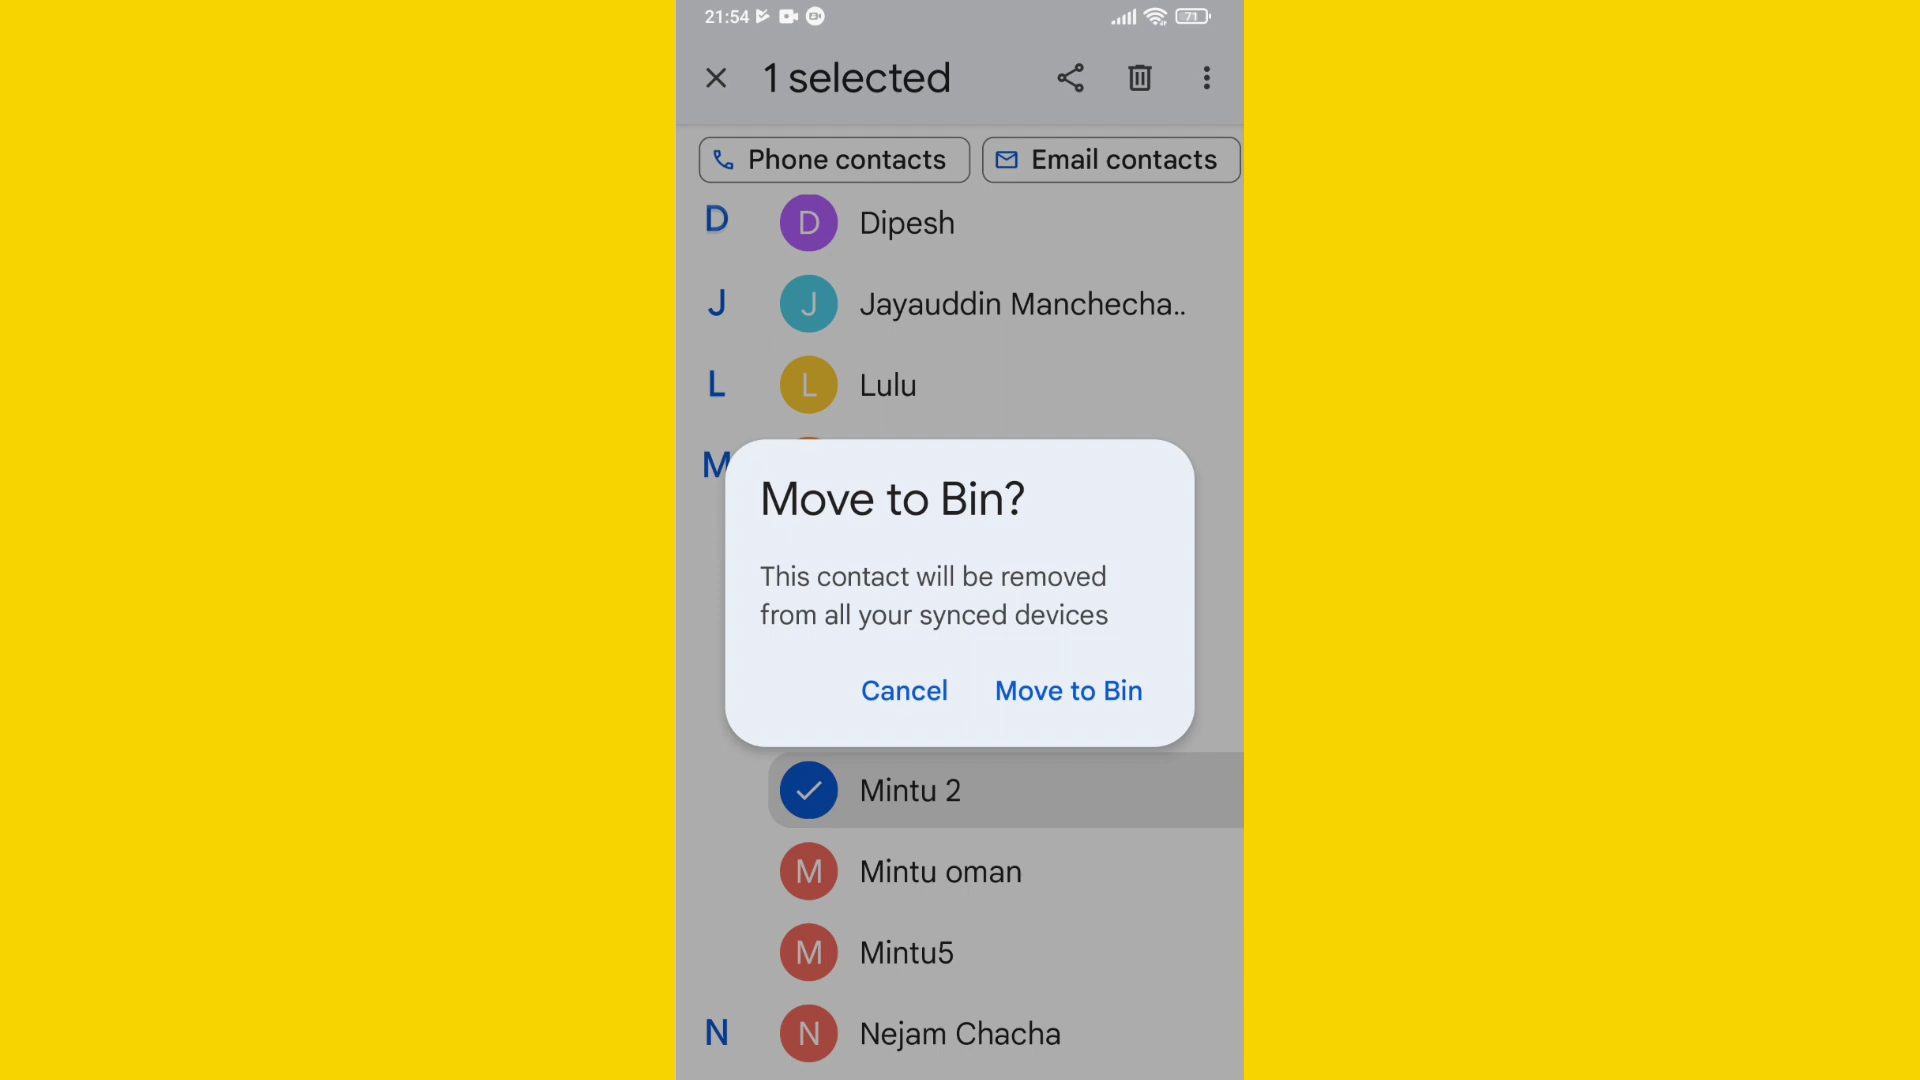 21:54
71
1 selected
Phone contacts
Email contacts
D
D
Dipesh
J
J
Jayauddin Manchecha..
L
L
Lulu
M
Move to Bin?
This contact will be removed
from all your synced devices
Cancel
Move to Bin
Mintu 2
M
Mintu oman
M
Mintu5
N
N
Nejam Chacha